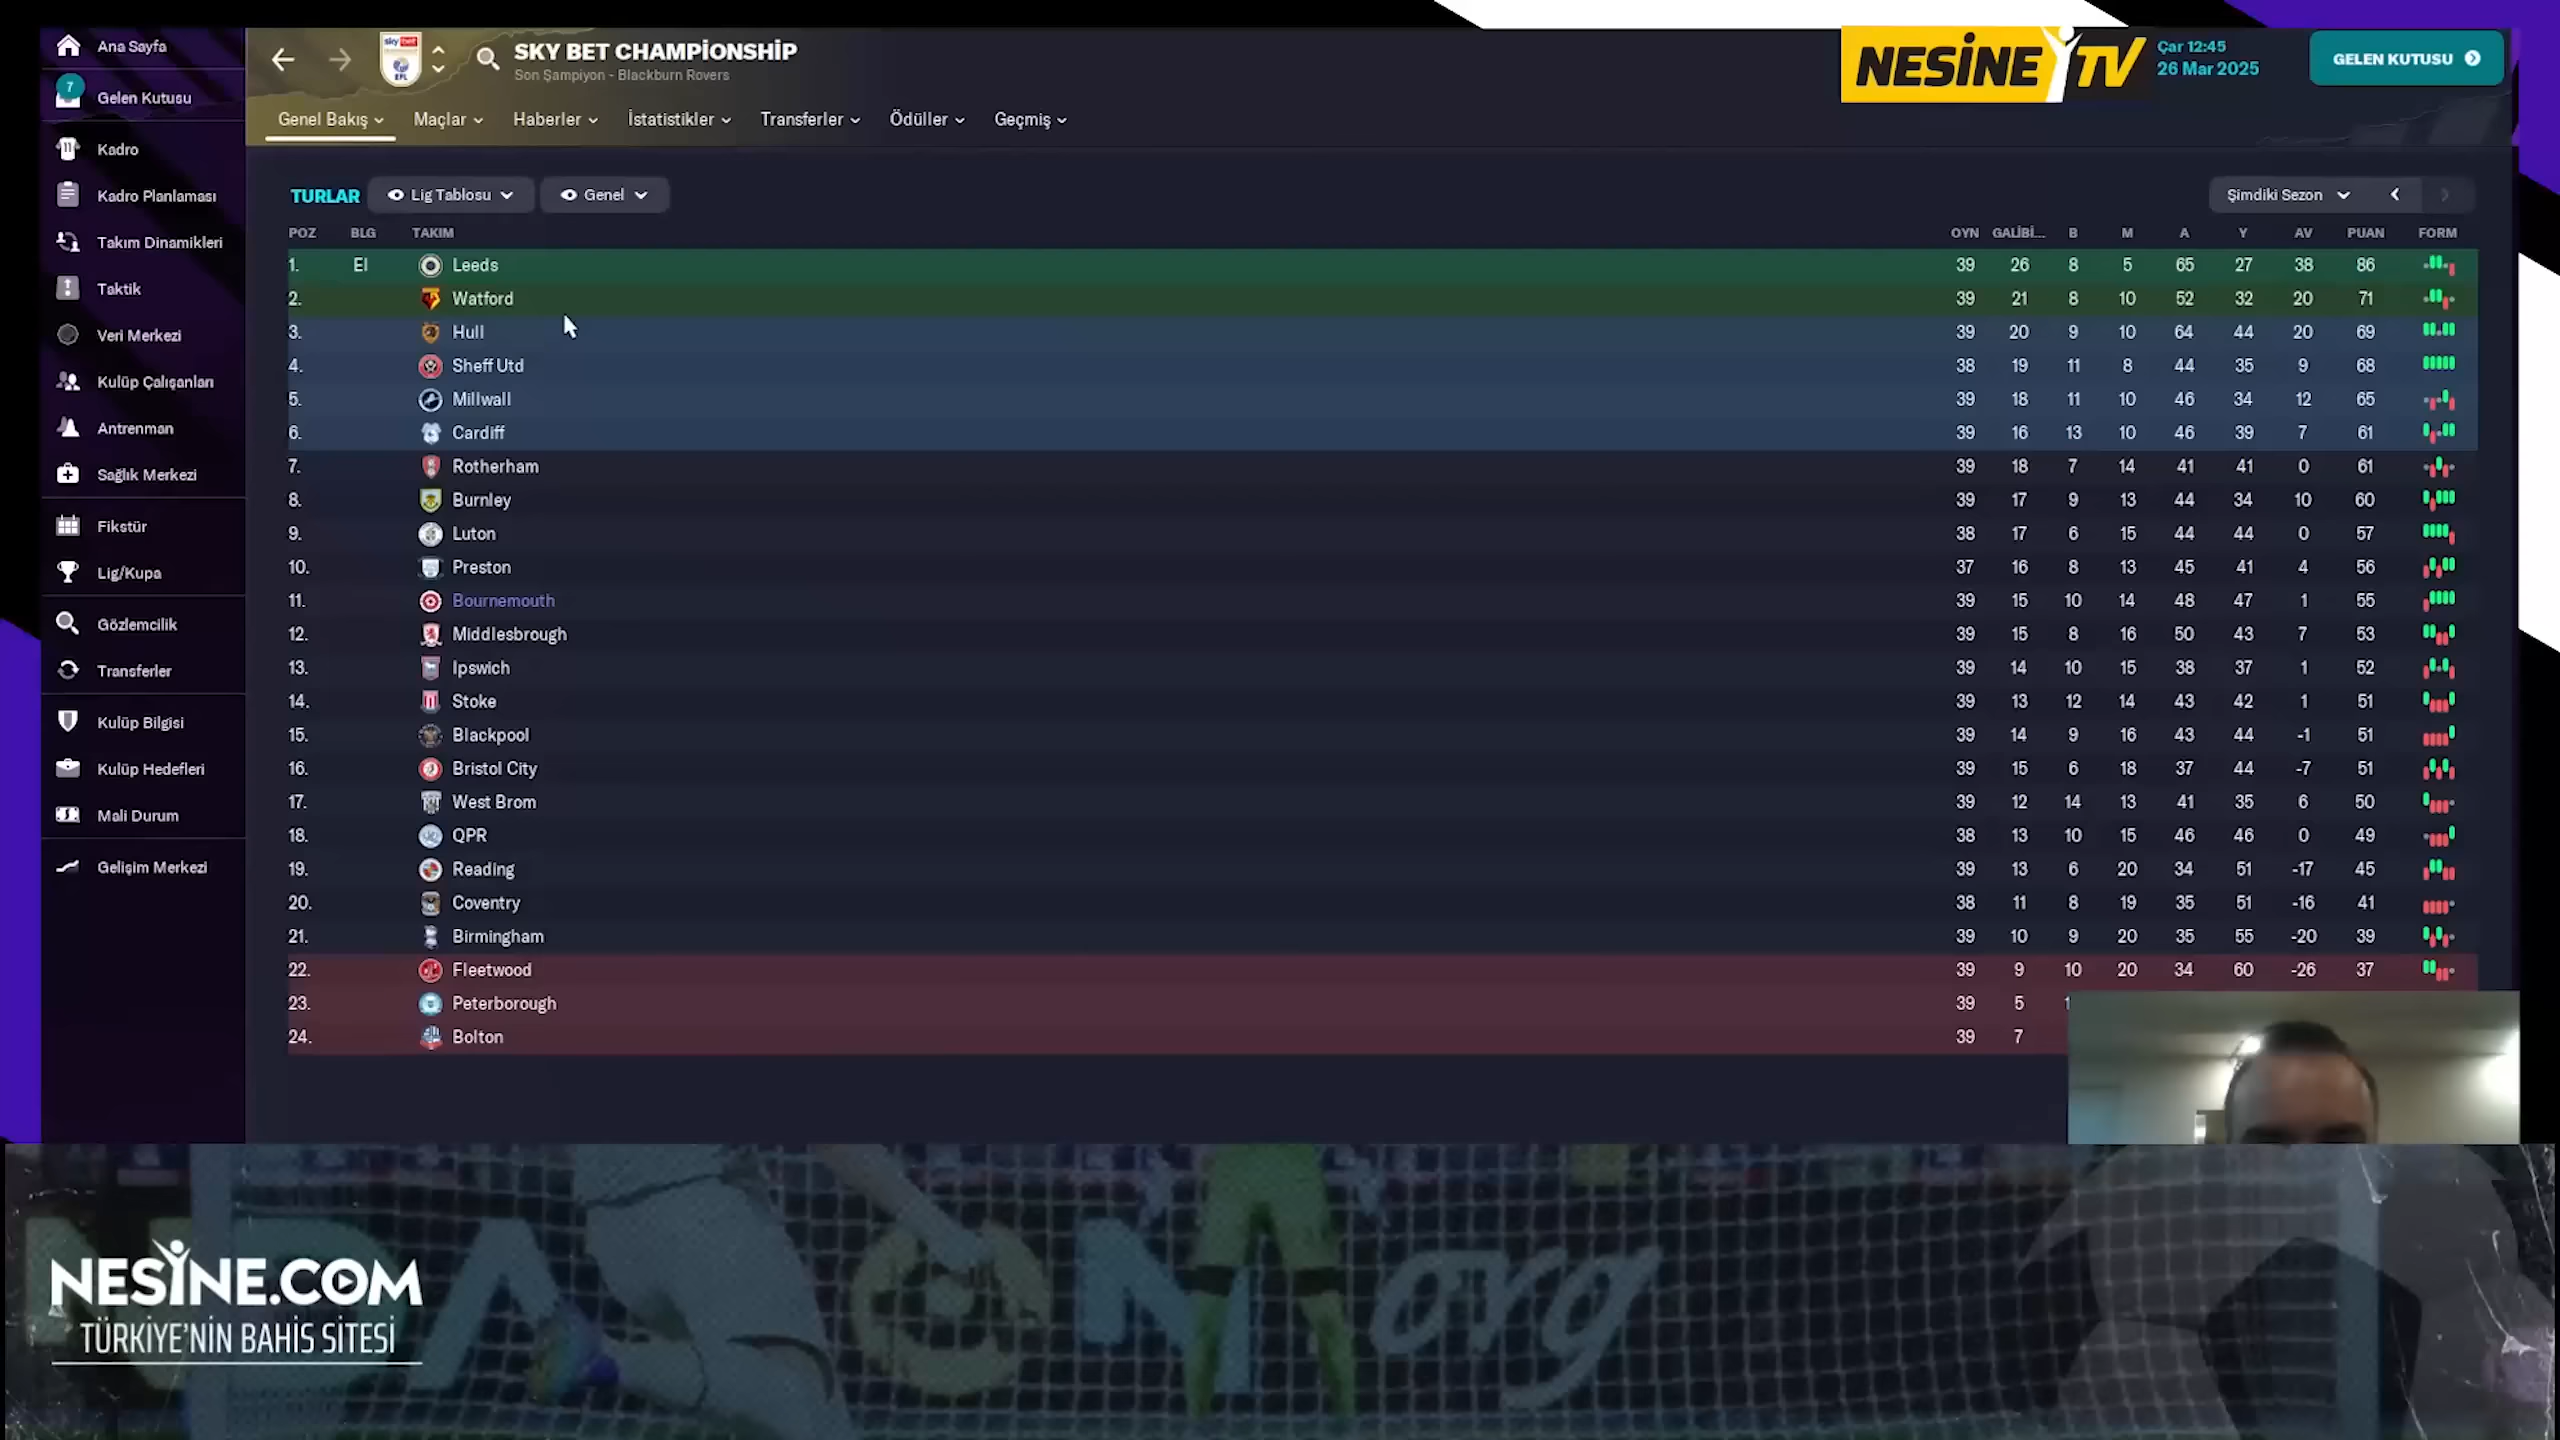 Ana Sayfa
7
Gelen Kutusu
Kadro
Kadro Planlaması
Takım Dinamikleri
Taktik
Veri Merkezi
Kulüp Çalışanları
Antrenman
Sağlık Merkezi
Fikstür
Lig/Kupa
Gözlemcilik
Transferler
Kulüp Bilgisi
Kulüp Hedefleri
Mali Durum
Gelişim Merkezi
sky bet
EFL
SKY BET CHAMPİONSHİP
Son Şampiyon - Blackburn Rovers
NESİNE TV
Çar 12:45
26 Mar 2025
GELEN KUTUSU
Genel Bakış Maçlar Haberler İstatistikler Transferler Ödüller Geçmiş
TURLAR Lig Tablosu Genel Şimdiki Sezon
POZ BLG TAKIM OYN GALİBİ... B M A Y AV PUAN FORM
1. El Leeds 39 26 8 5 65 27 38 86
2. Watford 39 21 8 10 52 32 20 71
3. Hull 39 20 9 10 64 44 20 69
4. Sheff Utd 38 19 11 8 44 35 9 68
5. Millwall 39 18 11 10 46 34 12 65
6. Cardiff 39 16 13 10 46 39 7 61
7. Rotherham 39 18 7 14 41 41 0 61
8. Burnley 39 17 9 13 44 34 10 60
9. Luton 38 17 6 15 44 44 0 57
10. Preston 37 16 8 13 45 41 4 56
11. Bournemouth 39 15 10 14 48 47 1 55
12. Middlesbrough 39 15 8 16 50 43 7 53
13. Ipswich 39 14 10 15 38 37 1 52
14. Stoke 39 13 12 14 43 42 1 51
15. Blackpool 39 14 9 16 43 44 -1 51
16. Bristol City 39 15 6 18 37 44 -7 51
17. West Brom 39 12 14 13 41 35 6 50
18. QPR 38 13 10 15 46 46 0 49
19. Reading 39 13 6 20 34 51 -17 45
20. Coventry 38 11 8 19 35 51 -16 41
21. Birmingham 39 10 9 20 35 55 -20 39
22. Fleetwood 39 9 10 20 34 60 -26 37
23. Peterborough 39 5
24. Bolton 39 7
NESİNE.COM
TÜRKİYE'NİN BAHİS SİTESİ
org